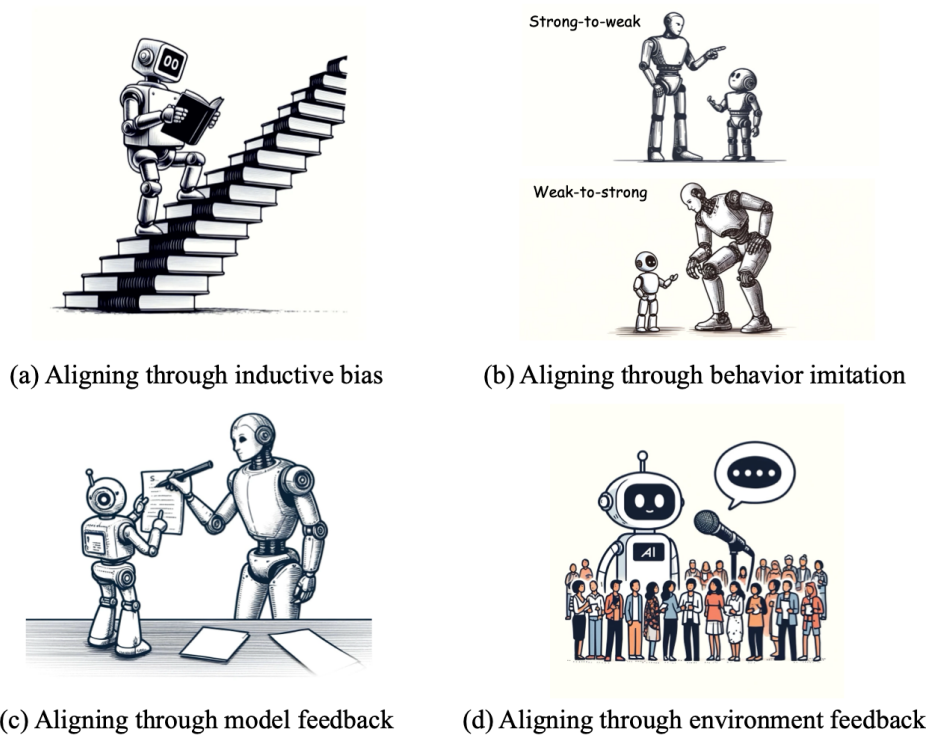 Strong-to-weak
Weak-to-strong
(a) Aligning through inductive bias
(b) Aligning through behavior imitation
S
AI
(c) Aligning through model feedback
(d) Aligning through environment feedback